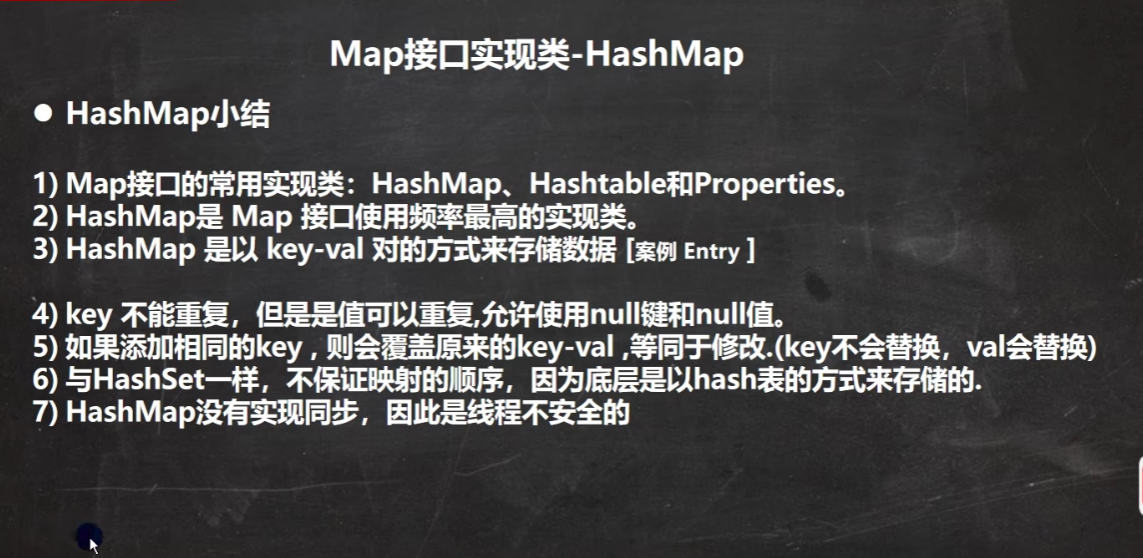 Map接口实现类-HashMap
● HashMap小结
1) Map接口的常用实现类：HashMap、Hashtable和Properties。
2) HashMap是 Map 接口使用频率最高的实现类。
3) HashMap 是以 key-val 对的方式来存储数据 [案例 Entry ]
4) key 不能重复，但是是值可以重复,允许使用null键和null值。
5) 如果添加相同的key , 则会覆盖原来的key-val ,等同于修改.(key不会替换，val会替换)
6) 与HashSet一样，不保证映射的顺序，因为底层是以hash表的方式来存储的.
7) HashMap没有实现同步，因此是线程不安全的